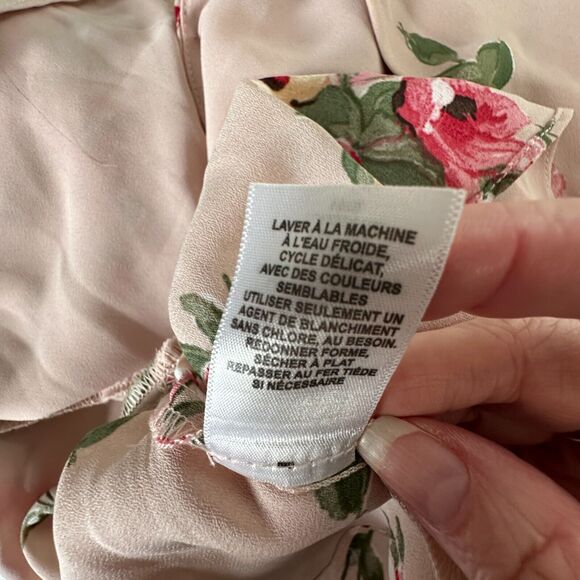 LAVER À LA MACHINE
À L'EAU FROIDE,
CYCLE DÉLICAT,
AVEC DES COULEURS
SEMBLABLES
UTILISER SEULEMENT UN
AGENT DE BLANCHIMENT
SANS CHLORE, AU BESOIN.
REDONNER FORME,
SÉCHER À PLAT
REPASSER AU FER TIÈDE
SI NÉCESSAIRE